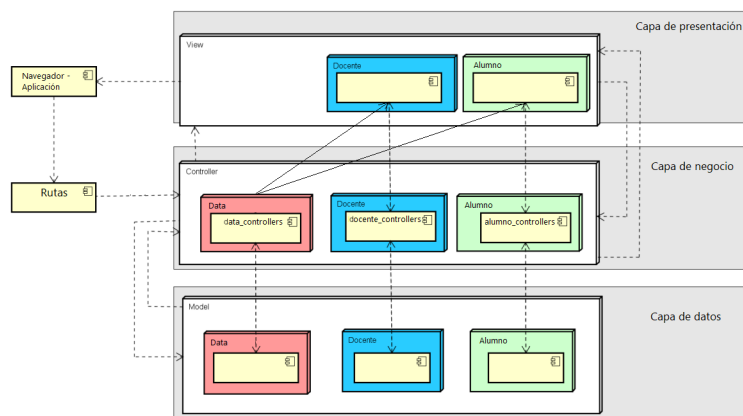 Capa de presentación
View
Navegador -
Aplicación
Docente
Alumno
Rutas
Capa de negocio
Controller
Data
data_controllers
Docente
docente_controllers
Alumno
alumno_controllers
Capa de datos
Model
Data
Docente
Alumno